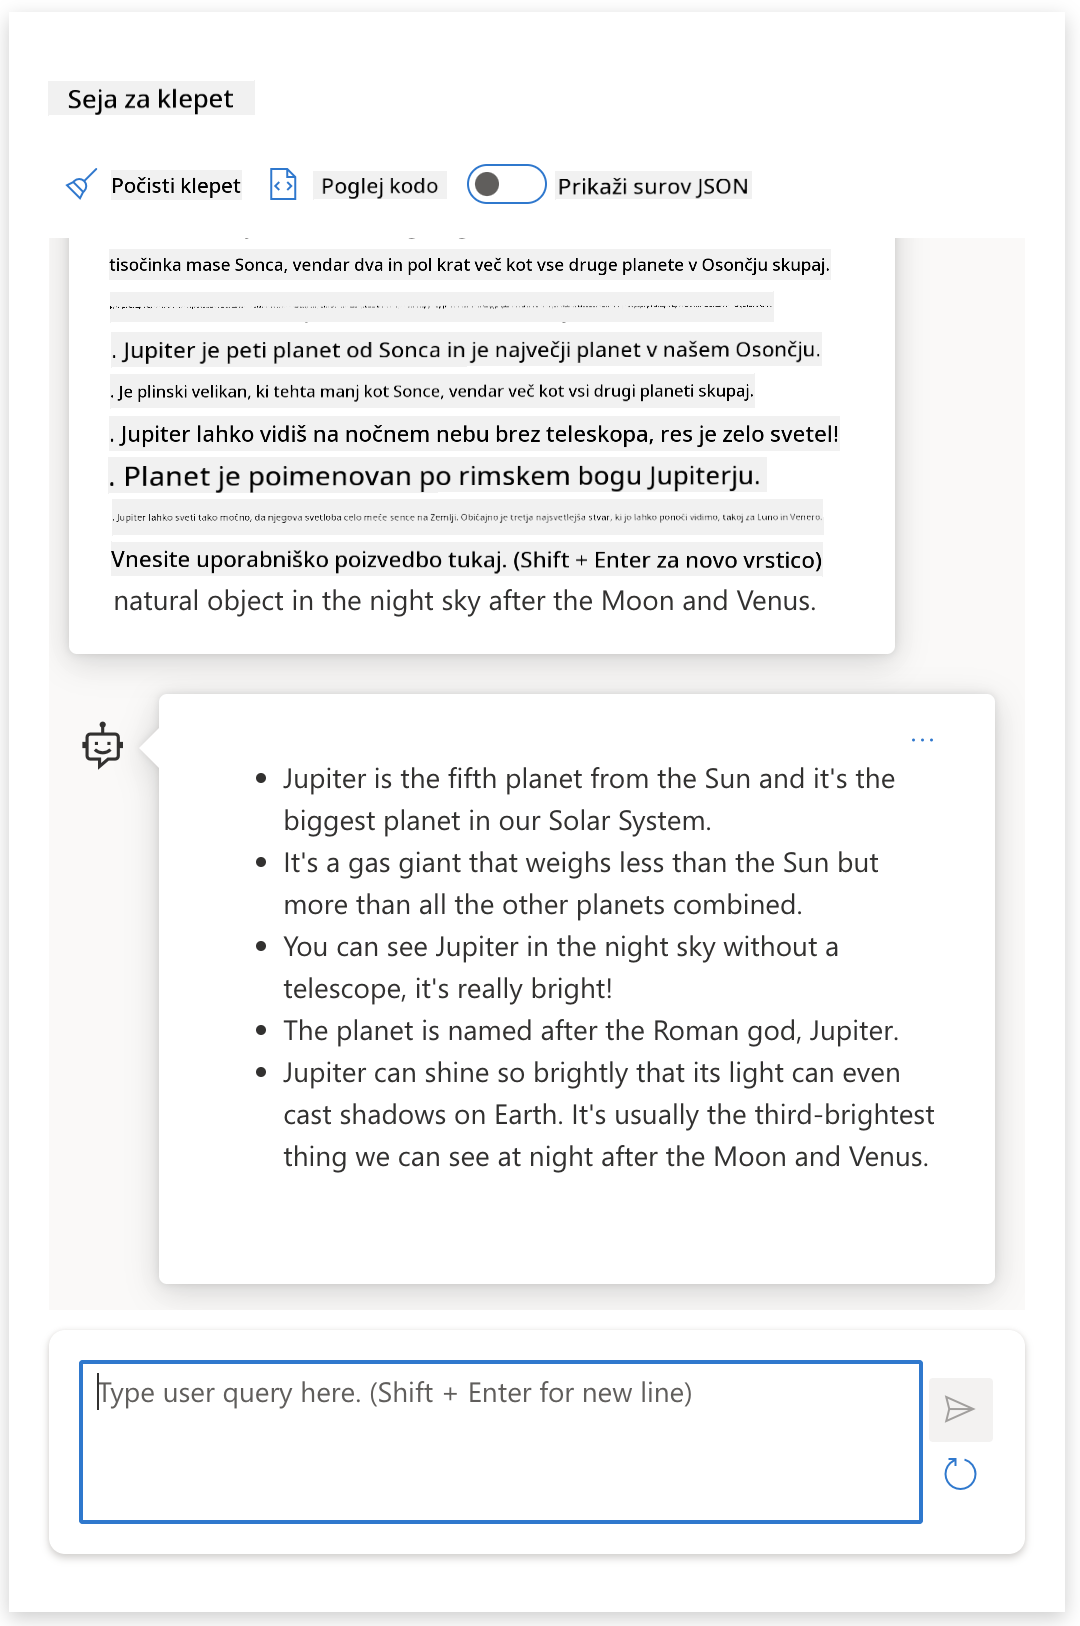 Seja za klepet
Počisti klepet
Poglej kodo
Prikaži surov JSON
tisočinka mase Sonca, vendar dva in pol krat več kot vse druge planete v Osončju skupaj.
. Jupiter je peti planet od Sonca in je največji planet v našem Osončju.
. Je plinski velikan, ki tehta manj kot Sonce, vendar več kot vsi drugi planeti skupaj.
. Jupiter lahko vidiš na nočnem nebu brez teleskopa, res je zelo svetel!
. Planet je poimenovan po rimskem bogu Jupiterju.
. Jupiter lahko sveti tako močno, da njegova svetloba celo meče sence na Zemlji. Običajno je tretja najsvetlejša stvar, ki jo lahko ponoči vidimo, takoj za Luno in Venero.
Vnesite uporabniško poizvedbo tukaj. (Shift + Enter za novo vrstico)
natural object in the night sky after the Moon and Venus.
• Jupiter is the fifth planet from the Sun and it's the
biggest planet in our Solar System.
• It's a gas giant that weighs less than the Sun but
more than all the other planets combined.
• You can see Jupiter in the night sky without a
telescope, it's really bright!
• The planet is named after the Roman god, Jupiter.
• Jupiter can shine so brightly that its light can even
cast shadows on Earth. It's usually the third-brightest
thing we can see at night after the Moon and Venus.
Type user query here. (Shift + Enter for new line)